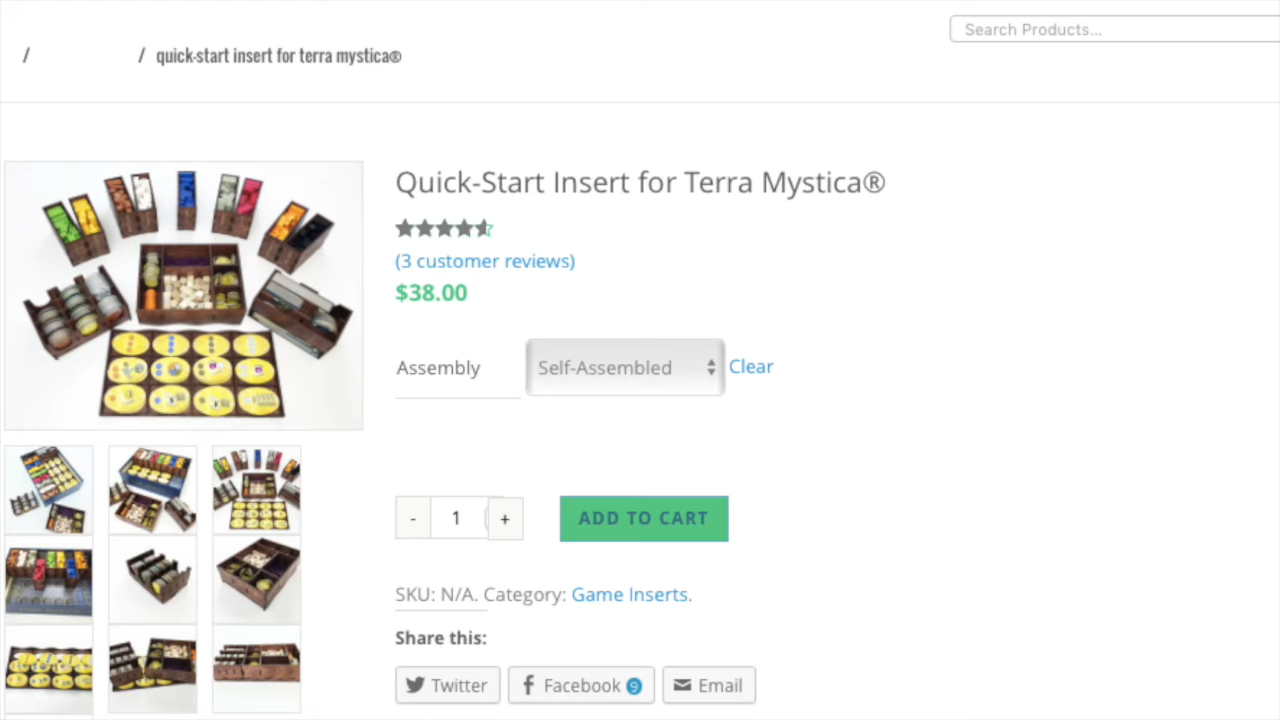 Search Products...
/ / quick-start insert for terra mystica®
Quick-Start Insert for Terra Mystica®
(3 customer reviews)
$38.00
Assembly Self-Assembled Clear
- 1 + ADD TO CART
SKU: N/A. Category: Game Inserts.
Share this:
Twitter Facebook 9 Email